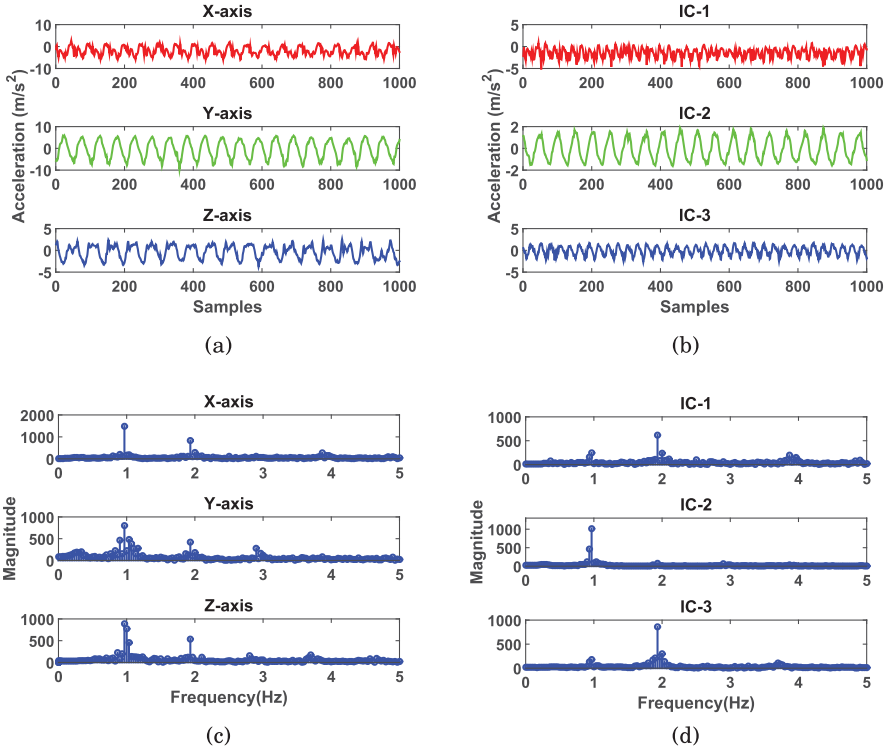 X-axis
10
0
-10
0 200 400 600 800 1000
Y-axis
10
0
-10
0 200 400 600 800 1000
Z-axis
5
0
-5
0 200 400 600 800 1000
Acceleration (m/s²)
Samples
(a)
IC-1
5
0
-5
0 200 400 600 800 1000
IC-2
2
0
-2
0 200 400 600 800 1000
IC-3
5
0
-5
0 200 400 600 800 1000
Acceleration (m/s²)
Samples
(b)
X-axis
2000
1000
0
0 1 2 3 4 5
Y-axis
1000
500
0
0 1 2 3 4 5
Z-axis
1000
500
0
0 1 2 3 4 5
Magnitude
Frequency(Hz)
(c)
IC-1
1000
500
0
0 1 2 3 4 5
IC-2
1000
500
0
0 1 2 3 4 5
IC-3
1000
500
0
0 1 2 3 4 5
Magnitude
Frequency(Hz)
(d)